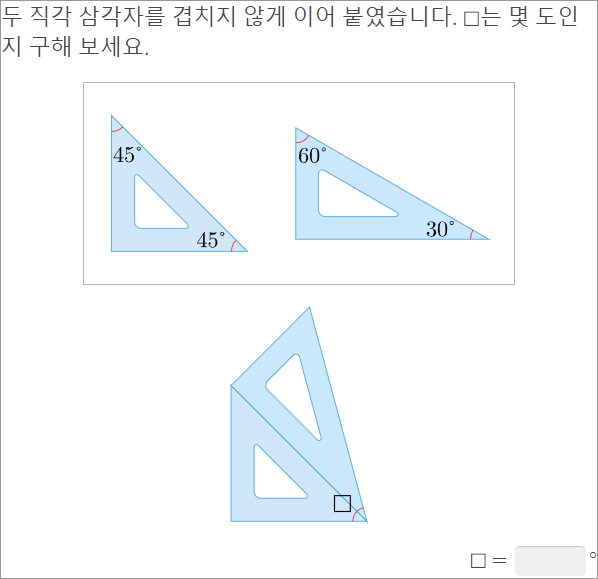 두 직각 삼각자를 겹치지 않게 이어 붙였습니다. □는 몇 도인
지 구해 보세요.
45°
45°
60°
30°
□
□ = °